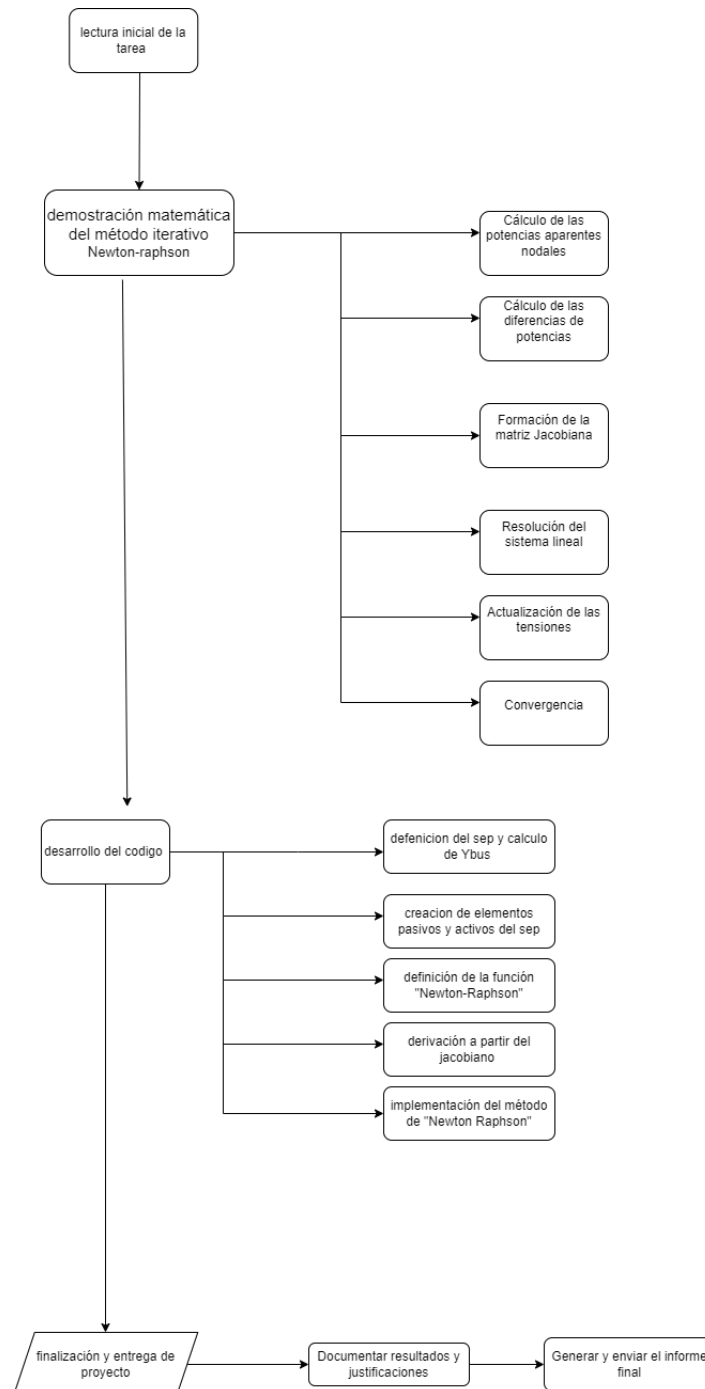 lectura inicial de la
tarea
demostración matemática
del método iterativo
Newton-raphson
Cálculo de las
potencias aparentes
nodales
Cálculo de las
diferencias de
potencias
Formación de la
matriz Jacobiana
Resolución del
sistema lineal
Actualización de las
tensiones
Convergencia
desarrollo del codigo
defenicion del sep y calculo
de Ybus
creacion de elementos
pasivos y activos del sep
definición de la función
"Newton-Raphson"
derivación a partir del
jacobiano
implementación del método
de "Newton Raphson"
finalización y entrega de
proyecto
Documentar resultados y
justificaciones
Generar y enviar el informe
final